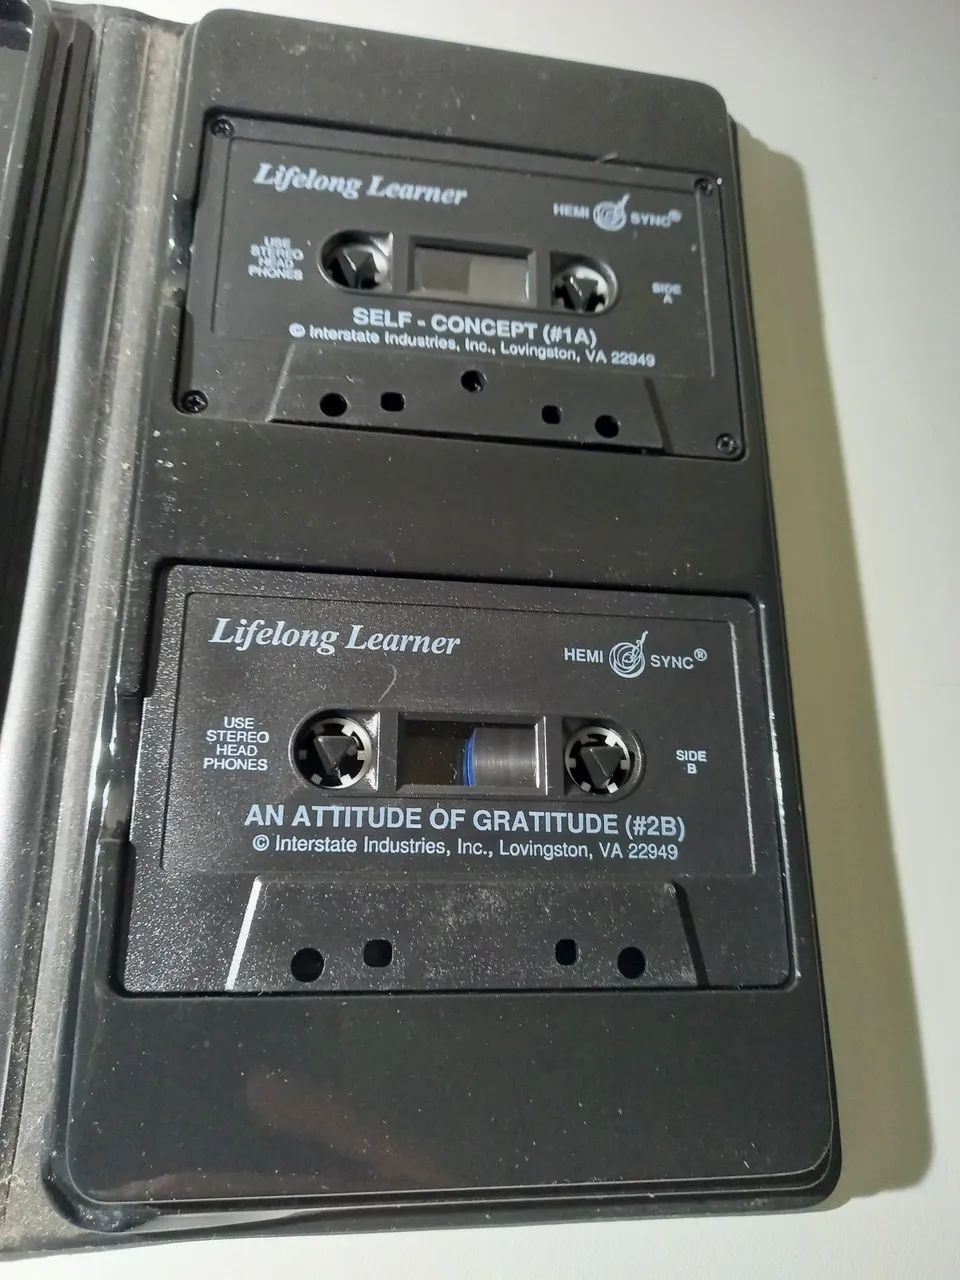 Lifelong Learner
HEMI SYNC®
USE
STEREO
HEAD
PHONES
SIDE
A
SELF - CONCEPT (#1A)
© Interstate Industries, Inc., Lovingston, VA 22949
Lifelong Learner
HEMI SYNC®
USE
STEREO
HEAD
PHONES
SIDE
B
AN ATTITUDE OF GRATITUDE (#2B)
© Interstate Industries, Inc., Lovingston, VA 22949